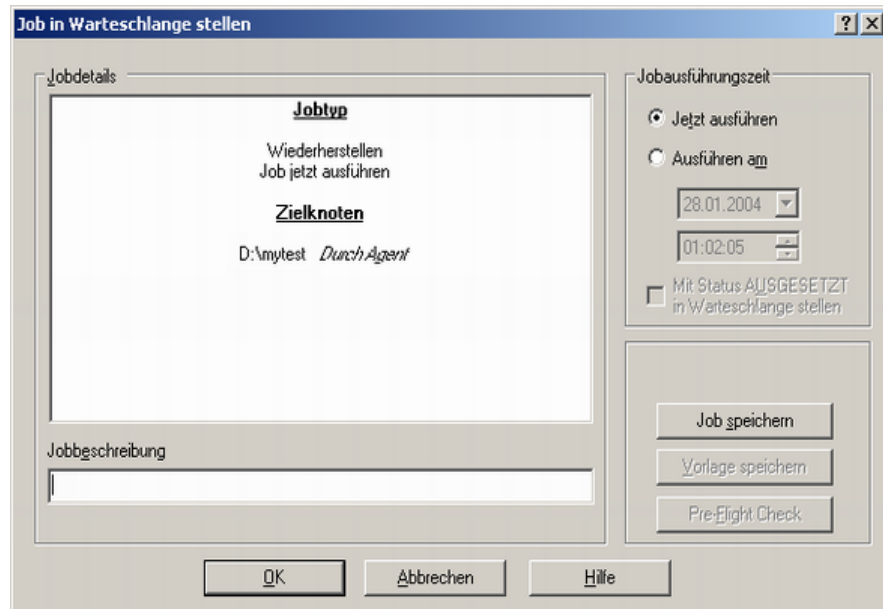 Job in Warteschlange stellen
Jobdetails
Jobtyp
Wiederherstellen
Job jetzt ausführen
Zielknoten
D:\mytest Durch Agent
Jobbeschreibung
Jobausführungszeit
Jetzt ausführen
Ausführen am
28.01.2004
01:02:05
Mit Status AUSGESETZT
in Warteschlange stellen
Job speichern
Vorlage speichern
Pre-Flight Check
OK
Abbrechen
Hilfe